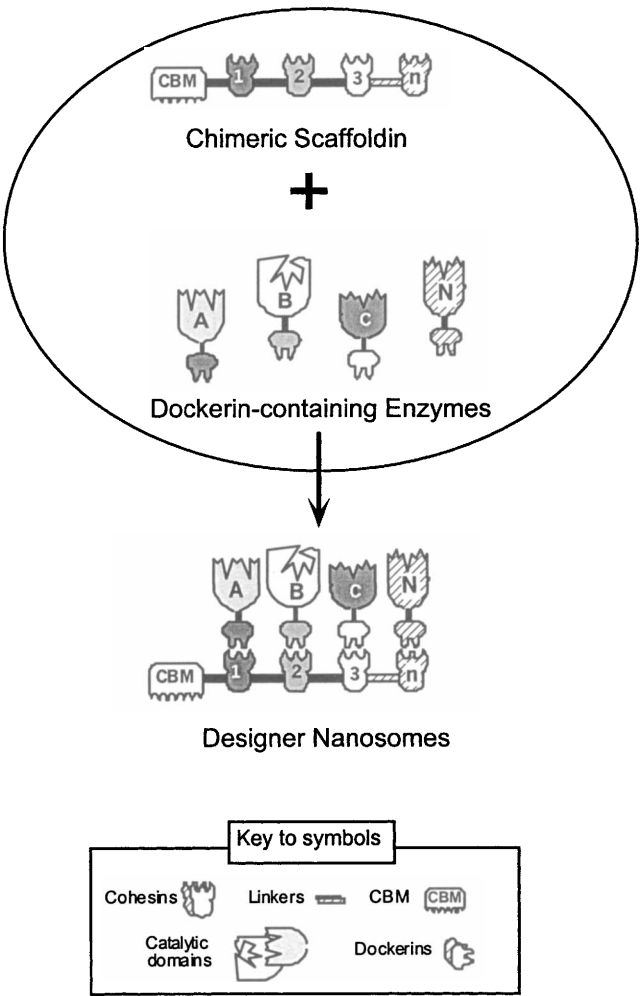 CBM 1 2 3 n
Chimeric Scaffoldin
+
A B C N
Dockerin-containing Enzymes
A B C N
CBM 1 2 3 n
Designer Nanosomes
Key to symbols
Cohesins Linkers CBM CBM
Catalytic
domains
Dockerins